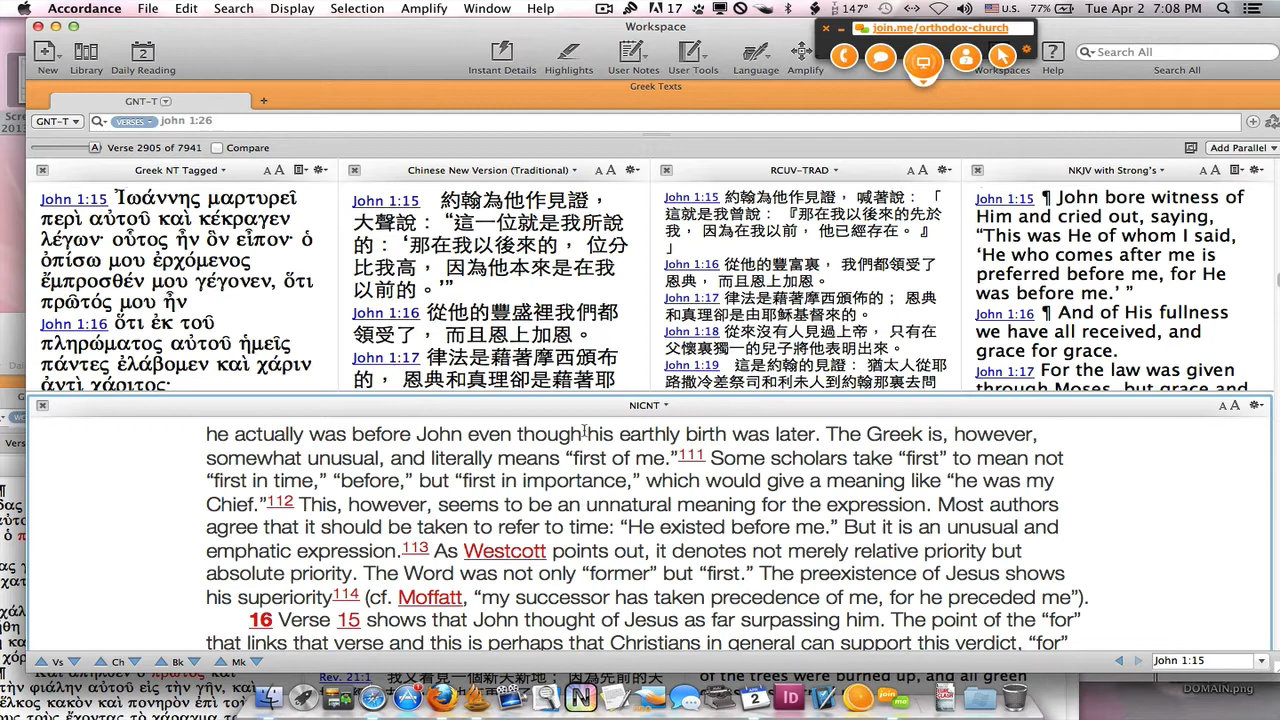 Accordance File Edit Search Display Selection Amplify Window Help
17 147° U.S. 77% Tue Apr 2 7:08 PM
Workspace
join.me/orthodox-church
New Library Daily Reading Instant Details Highlights User Notes User Tools Language Amplify Workspaces Help Search All
Search All
Greek Texts
GNT-T
GNT-T VERSES john 1:26
Verse 2905 of 7941 Compare Add Parallel
Greek NT Tagged
John 1:15 Ἰωάννης μαρτυρεῖ
περὶ αὐτοῦ καὶ κέκραγεν
λέγων· οὗτος ἦν ὃν εἶπον· ὁ
ὀπίσω μου ἐρχόμενος
ἔμπροσθέν μου γέγονεν, ὅτι
πρῶτός μου ἦν
John 1:16 ὅτι ἐκ τοῦ
πληρώματος αὐτοῦ ἡμεῖς
πάντες ἐλάβομεν καὶ χάριν
ἀντὶ χάριτος·
Chinese New Version (Traditional)
John 1:15 約翰為他作見證，
大聲說：“這一位就是我所說
的：‘那在我以後來的，位分
比我高，因為他本來是在我
以前的。’”
John 1:16 從他的豐盛裡我們都
領受了，而且恩上加恩。
John 1:17 律法是藉著摩西頒佈
的，恩典和真理卻是藉著耶
RCUV-TRAD
John 1:15 約翰為他作見證，喊著說：「
這就是我曾說：『那在我以後來的先於
我，因為在我以前，他已經存在。』
」
John 1:16 從他的豐富裏，我們都領受了
恩典，而且恩上加恩。
John 1:17 律法是藉著摩西頒佈的；恩典
和真理卻是由耶穌基督來的。
John 1:18 從來沒有人見過上帝，只有在
父懷裏獨一的兒子將他表明出來。
John 1:19 這是約翰的見證：猶太人從耶
路撒冷差祭司和利未人到約翰那裏去問
NKJV with Strong's
John 1:15 ¶ John bore witness of
Him and cried out, saying,
“This was He of whom I said,
‘He who comes after me is
preferred before me, for He
was before me.’ ”
John 1:16 ¶ And of His fullness
we have all received, and
grace for grace.
John 1:17 For the law was given
through Moses, but grace and
NICNT
he actually was before John even though his earthly birth was later. The Greek is, however,
somewhat unusual, and literally means “first of me.”111 Some scholars take “first” to mean not
“first in time,” “before,” but “first in importance,” which would give a meaning like “he was my
Chief.”112 This, however, seems to be an unnatural meaning for the expression. Most authors
agree that it should be taken to refer to time: “He existed before me.” But it is an unusual and
emphatic expression.113 As Westcott points out, it denotes not merely relative priority but
absolute priority. The Word was not only “former” but “first.” The preexistence of Jesus shows
his superiority114 (cf. Moffatt, “my successor has taken precedence of me, for he preceded me”).
16 Verse 15 shows that John thought of Jesus as far surpassing him. The point of the “for”
that links that verse and this is perhaps that Christians in general can support this verdict, “for”
Vs Ch Bk Mk John 1:15
Rev. 21:1
of the trees were burned up, and all green
DOMAIN.png